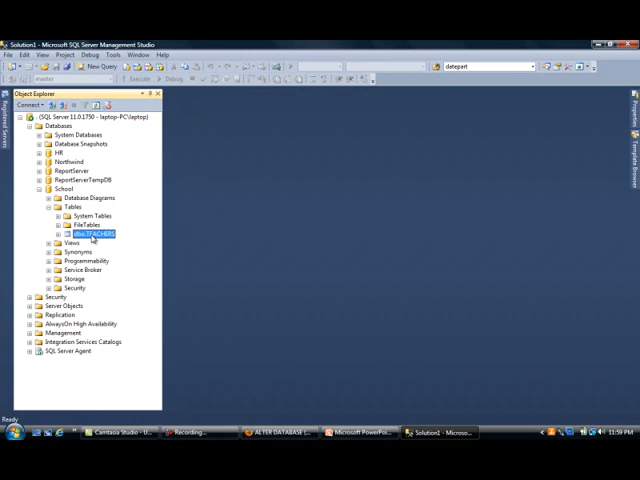 Solution1 - Microsoft SQL Server Management Studio
File Edit View Project Debug Tools Window Help
New Query datepart
master Execute Debug
Object Explorer
Connect
. (SQL Server 11.0.1750 - laptop-PC\laptop)
Databases
System Databases
Database Snapshots
HR
Northwind
ReportServer
ReportServerTempDB
School
Database Diagrams
Tables
System Tables
FileTables
dbo.TEACHERS
Views
Synonyms
Programmability
Service Broker
Storage
Security
Security
Server Objects
Replication
AlwaysOn High Availability
Management
Integration Services Catalogs
SQL Server Agent
Registered Servers
Properties
Template Browser
Ready
Camtasia Studio - U... Recording... ALTER DATABASE (... Microsoft PowerPoi... Solution1 - Microso... 11:59 PM